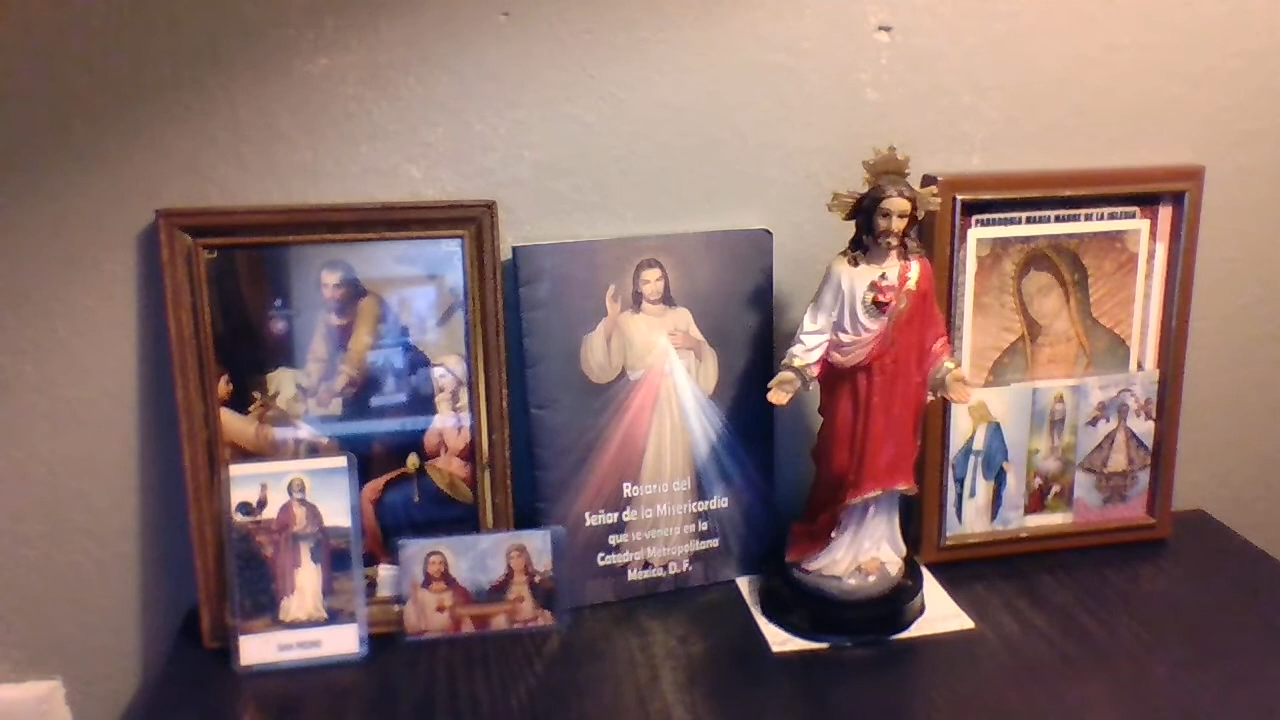 PARROQUIA MARIA MADRE DE LA IGLESIA
Rosario del
Señor de la Misericordia
que se venera en la
Catedral Metropolitana
México, D. F.
SAN PEDRO